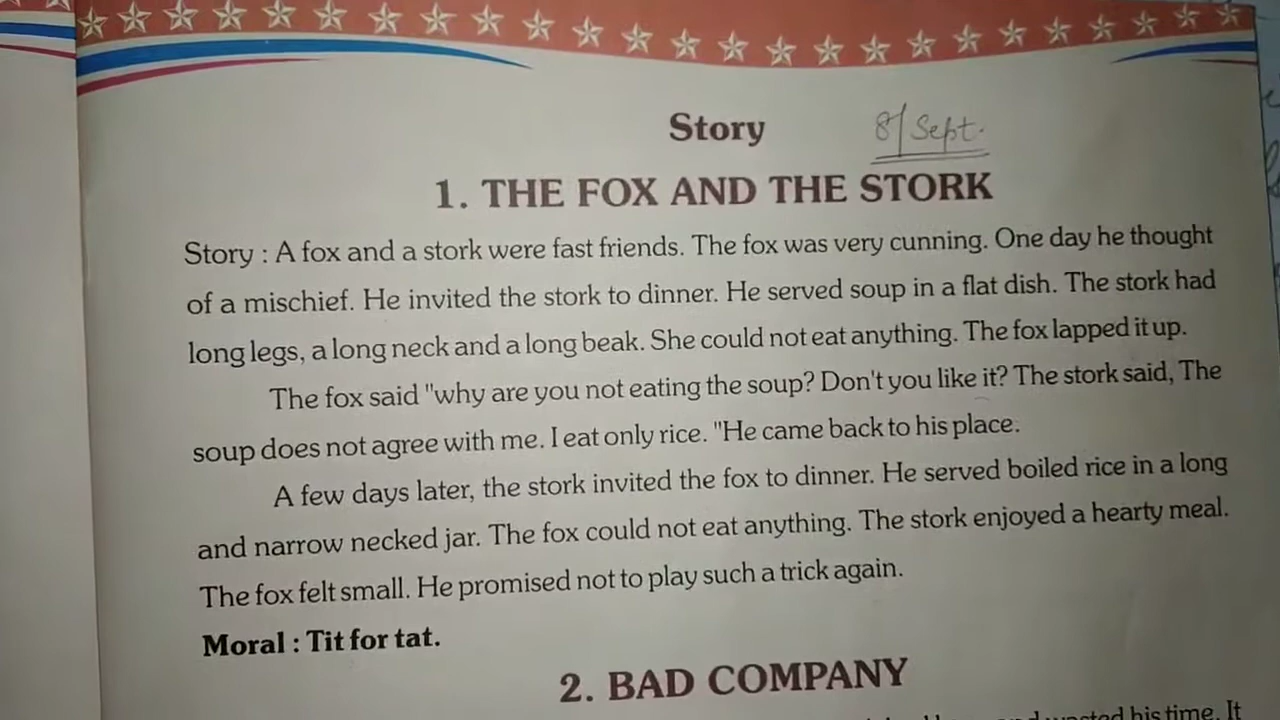 Story 8/ Sept.
1. THE FOX AND THE STORK
Story : A fox and a stork were fast friends. The fox was very cunning. One day he thought
of a mischief. He invited the stork to dinner. He served soup in a flat dish. The stork had
long legs, a long neck and a long beak. She could not eat anything. The fox lapped it up.
The fox said "why are you not eating the soup? Don't you like it? The stork said, The
soup does not agree with me. I eat only rice. "He came back to his place.
A few days later, the stork invited the fox to dinner. He served boiled rice in a long
and narrow necked jar. The fox could not eat anything. The stork enjoyed a hearty meal.
The fox felt small. He promised not to play such a trick again.
Moral : Tit for tat.
2. BAD COMPANY
wasted his time. It